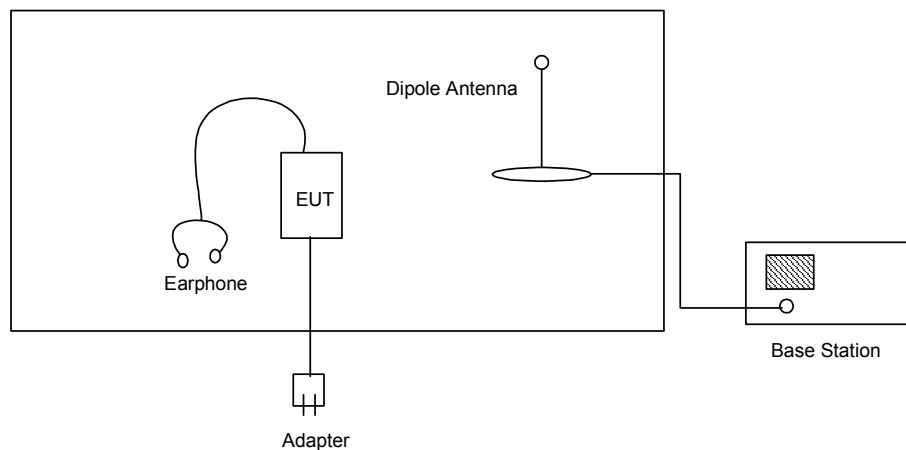 Dipole Antenna
EUT
Earphone
Base Station
Adapter